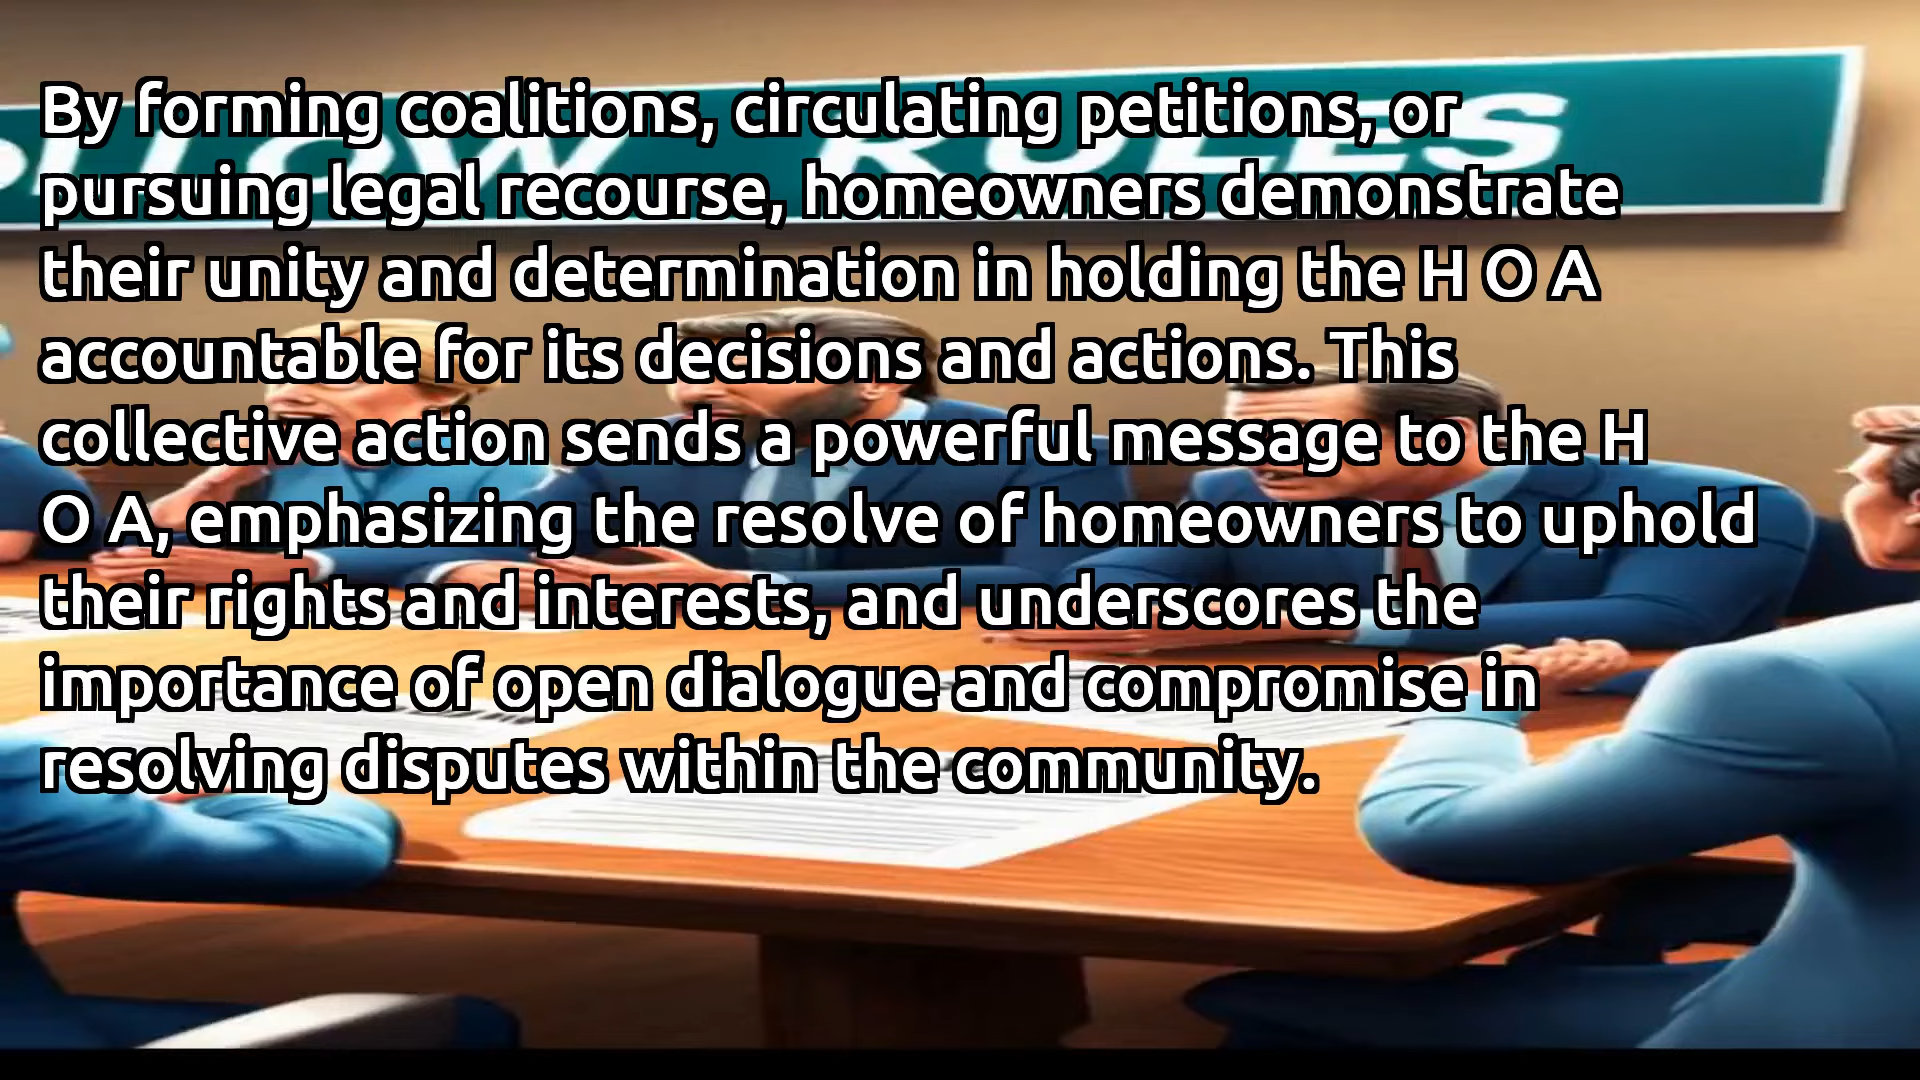 By forming coalitions, circulating petitions, or
pursuing legal recourse, homeowners demonstrate
their unity and determination in holding the H O A
accountable for its decisions and actions. This
collective action sends a powerful message to the H
O A, emphasizing the resolve of homeowners to uphold
their rights and interests, and underscores the
importance of open dialogue and compromise in
resolving disputes within the community.
RULES